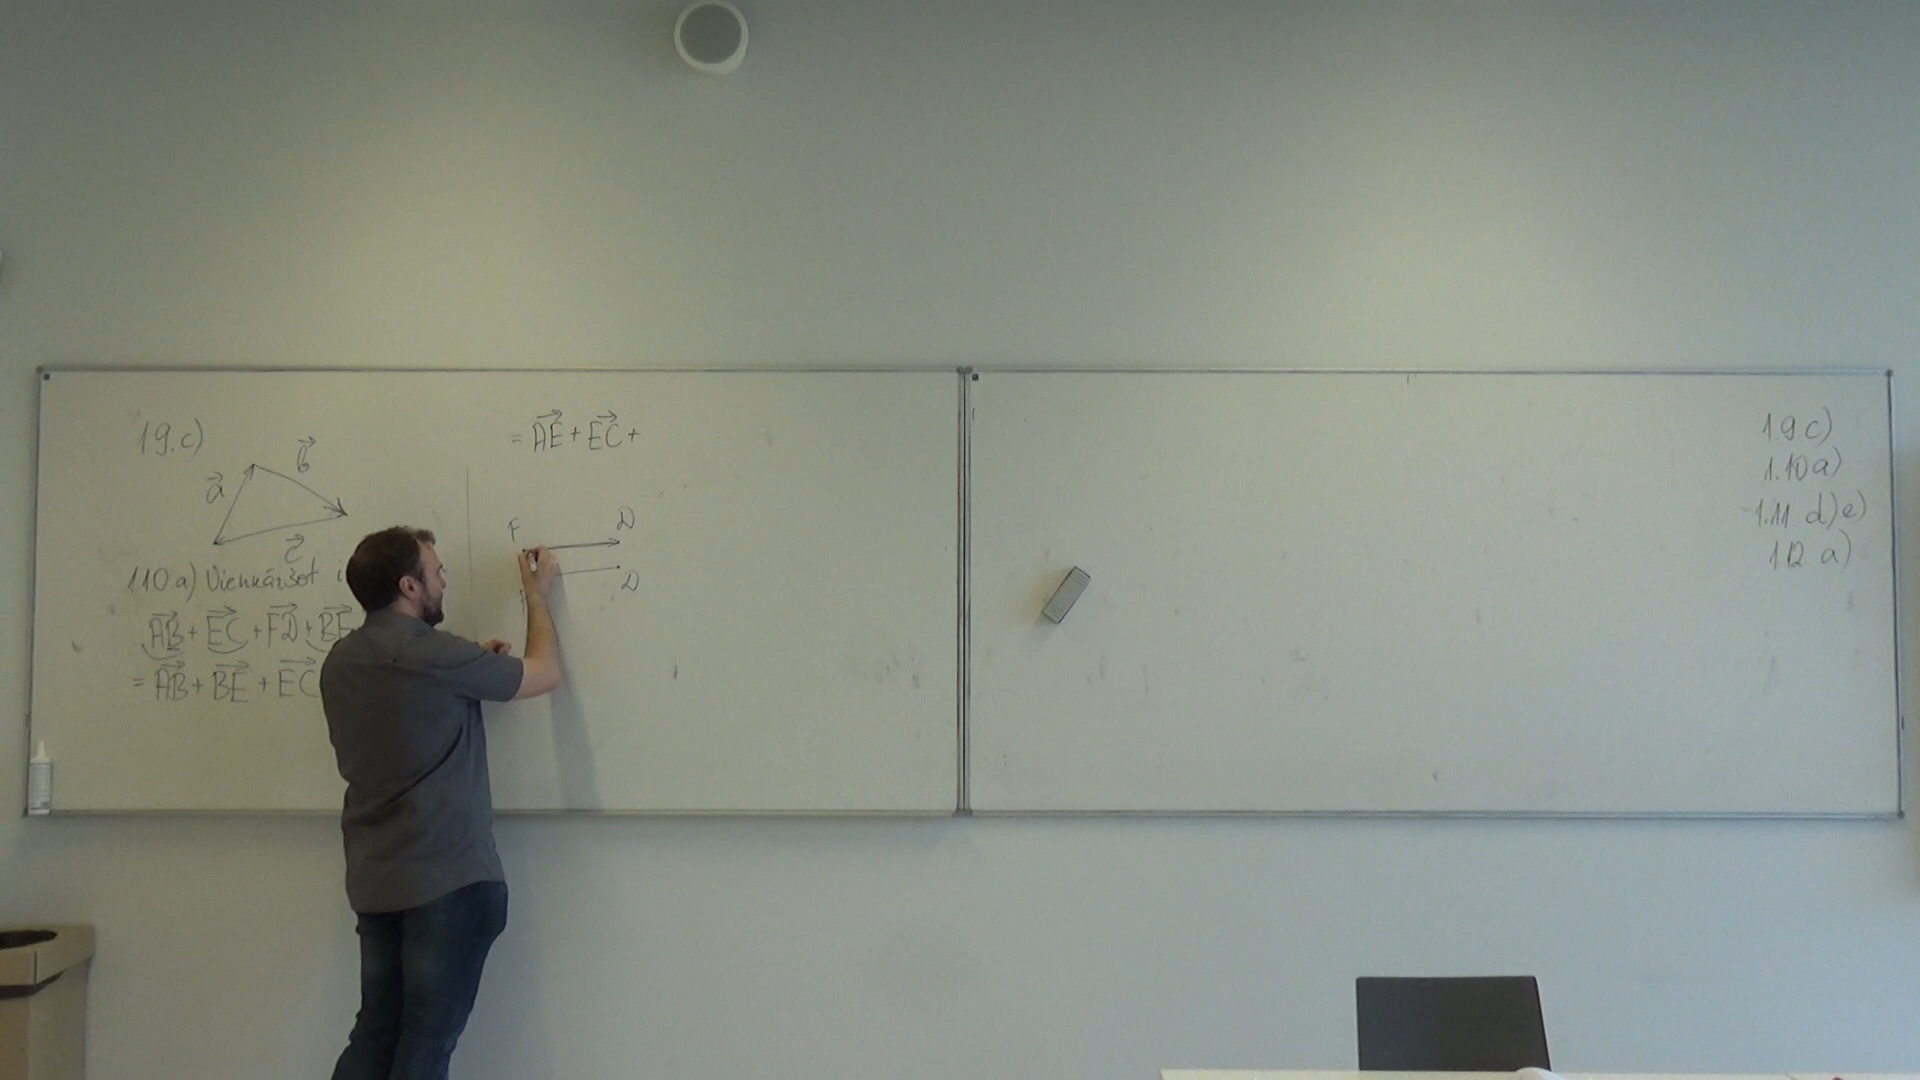 1.9.c)
= AE + EC +
b
a
c
F D
D
1.10 a) Vienkāršot
AB + EC + FD + BE
= AB + BE + EC
1.9 c)
1.10 a)
1.11 d) e)
1.12 a)